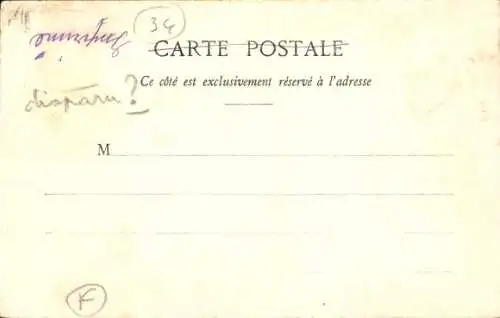 34
CARTE POSTALE
Ce côté est exclusivement réservé à l'adresse
disparu?
M
F